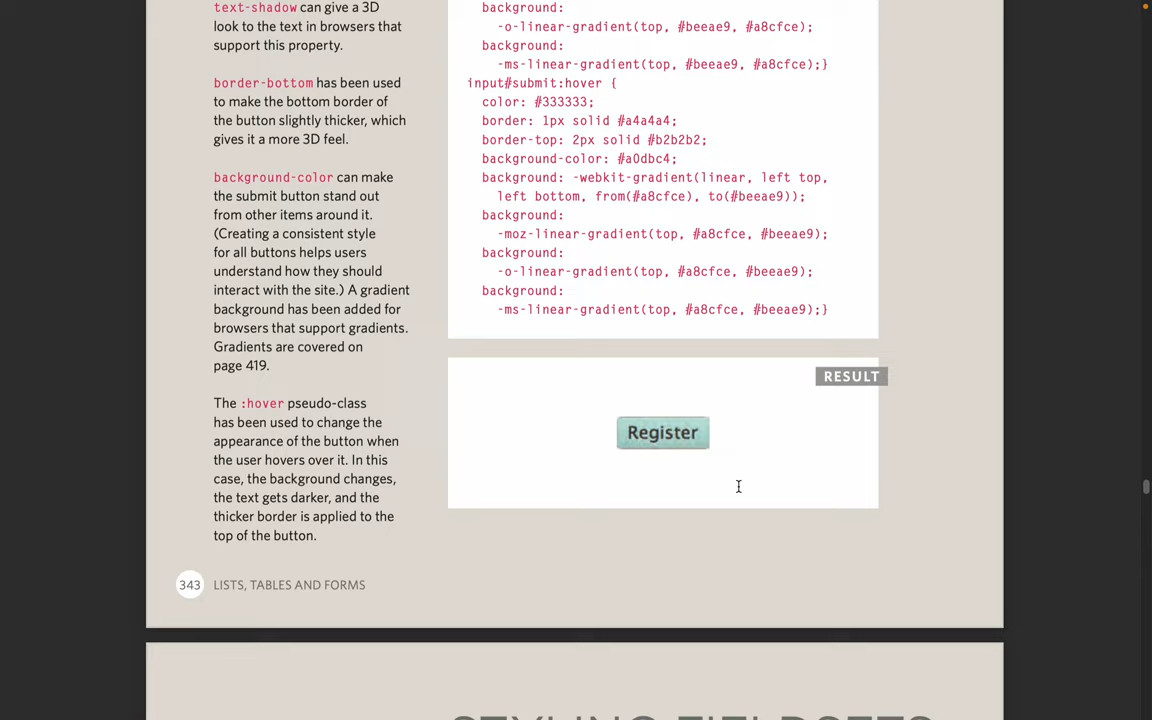 text-shadow can give a 3D
look to the text in browsers that
support this property.
border-bottom has been used
to make the bottom border of
the button slightly thicker, which
gives it a more 3D feel.
background-color can make
the submit button stand out
from other items around it.
(Creating a consistent style
for all buttons helps users
understand how they should
interact with the site.) A gradient
background has been added for
browsers that support gradients.
Gradients are covered on
page 419.
The :hover pseudo-class
has been used to change the
appearance of the button when
the user hovers over it. In this
case, the background changes,
the text gets darker, and the
thicker border is applied to the
top of the button.
background:
-o-linear-gradient(top, #beeae9, #a8cfce);
background:
-ms-linear-gradient(top, #beeae9, #a8cfce);}
input#submit:hover {
color: #333333;
border: 1px solid #a4a4a4;
border-top: 2px solid #b2b2b2;
background-color: #a0dbc4;
background: -webkit-gradient(linear, left top,
left bottom, from(#a8cfce), to(#beeae9));
background:
-moz-linear-gradient(top, #a8cfce, #beeae9);
background:
-o-linear-gradient(top, #a8cfce, #beeae9);
background:
-ms-linear-gradient(top, #a8cfce, #beeae9);}
RESULT
Register
343 LISTS, TABLES AND FORMS